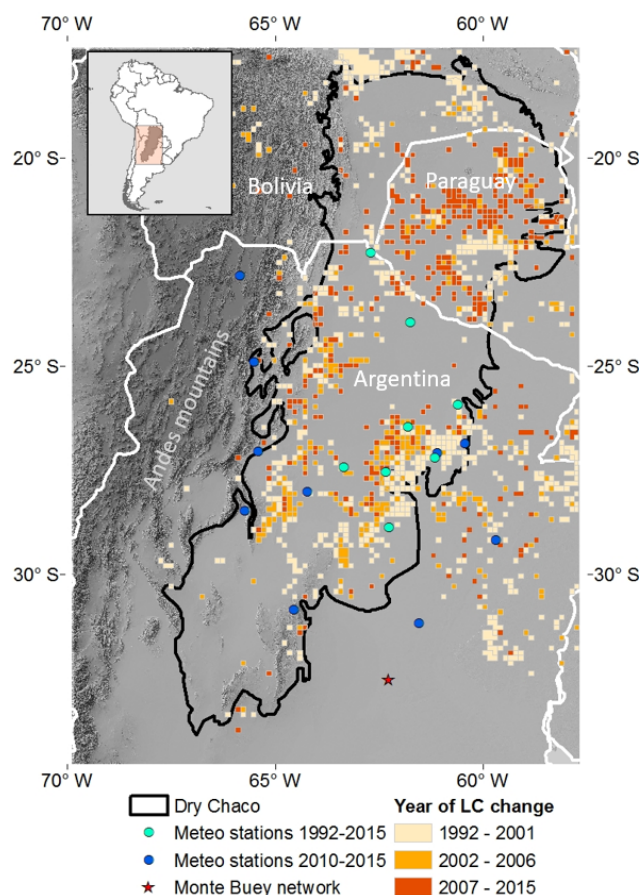 70° W 65° W 60° W
20° S 20° S
Bolivia Paraguay
25° S 25° S
Andes mountains
Argentina
30° S 30° S
70° W 65° W 60° W
Dry Chaco Year of LC change
Meteo stations 1992-2015 1992 - 2001
Meteo stations 2010-2015 2002 - 2006
Monte Buey network 2007 - 2015